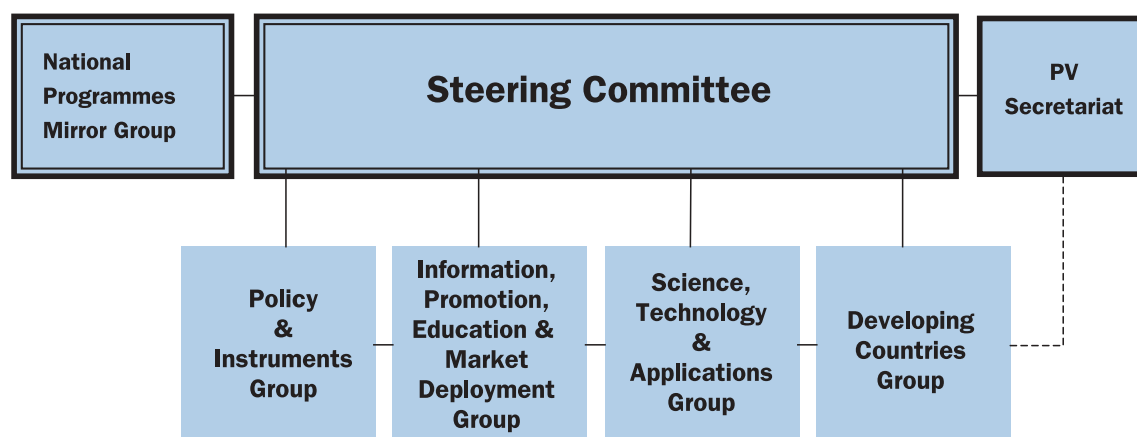 National
Programmes
Mirror Group
Steering Committee
PV
Secretariat
Policy
&
Instruments
Group
Information,
Promotion,
Education &
Market
Deployment
Group
Science,
Technology
&
Applications
Group
Developing
Countries
Group